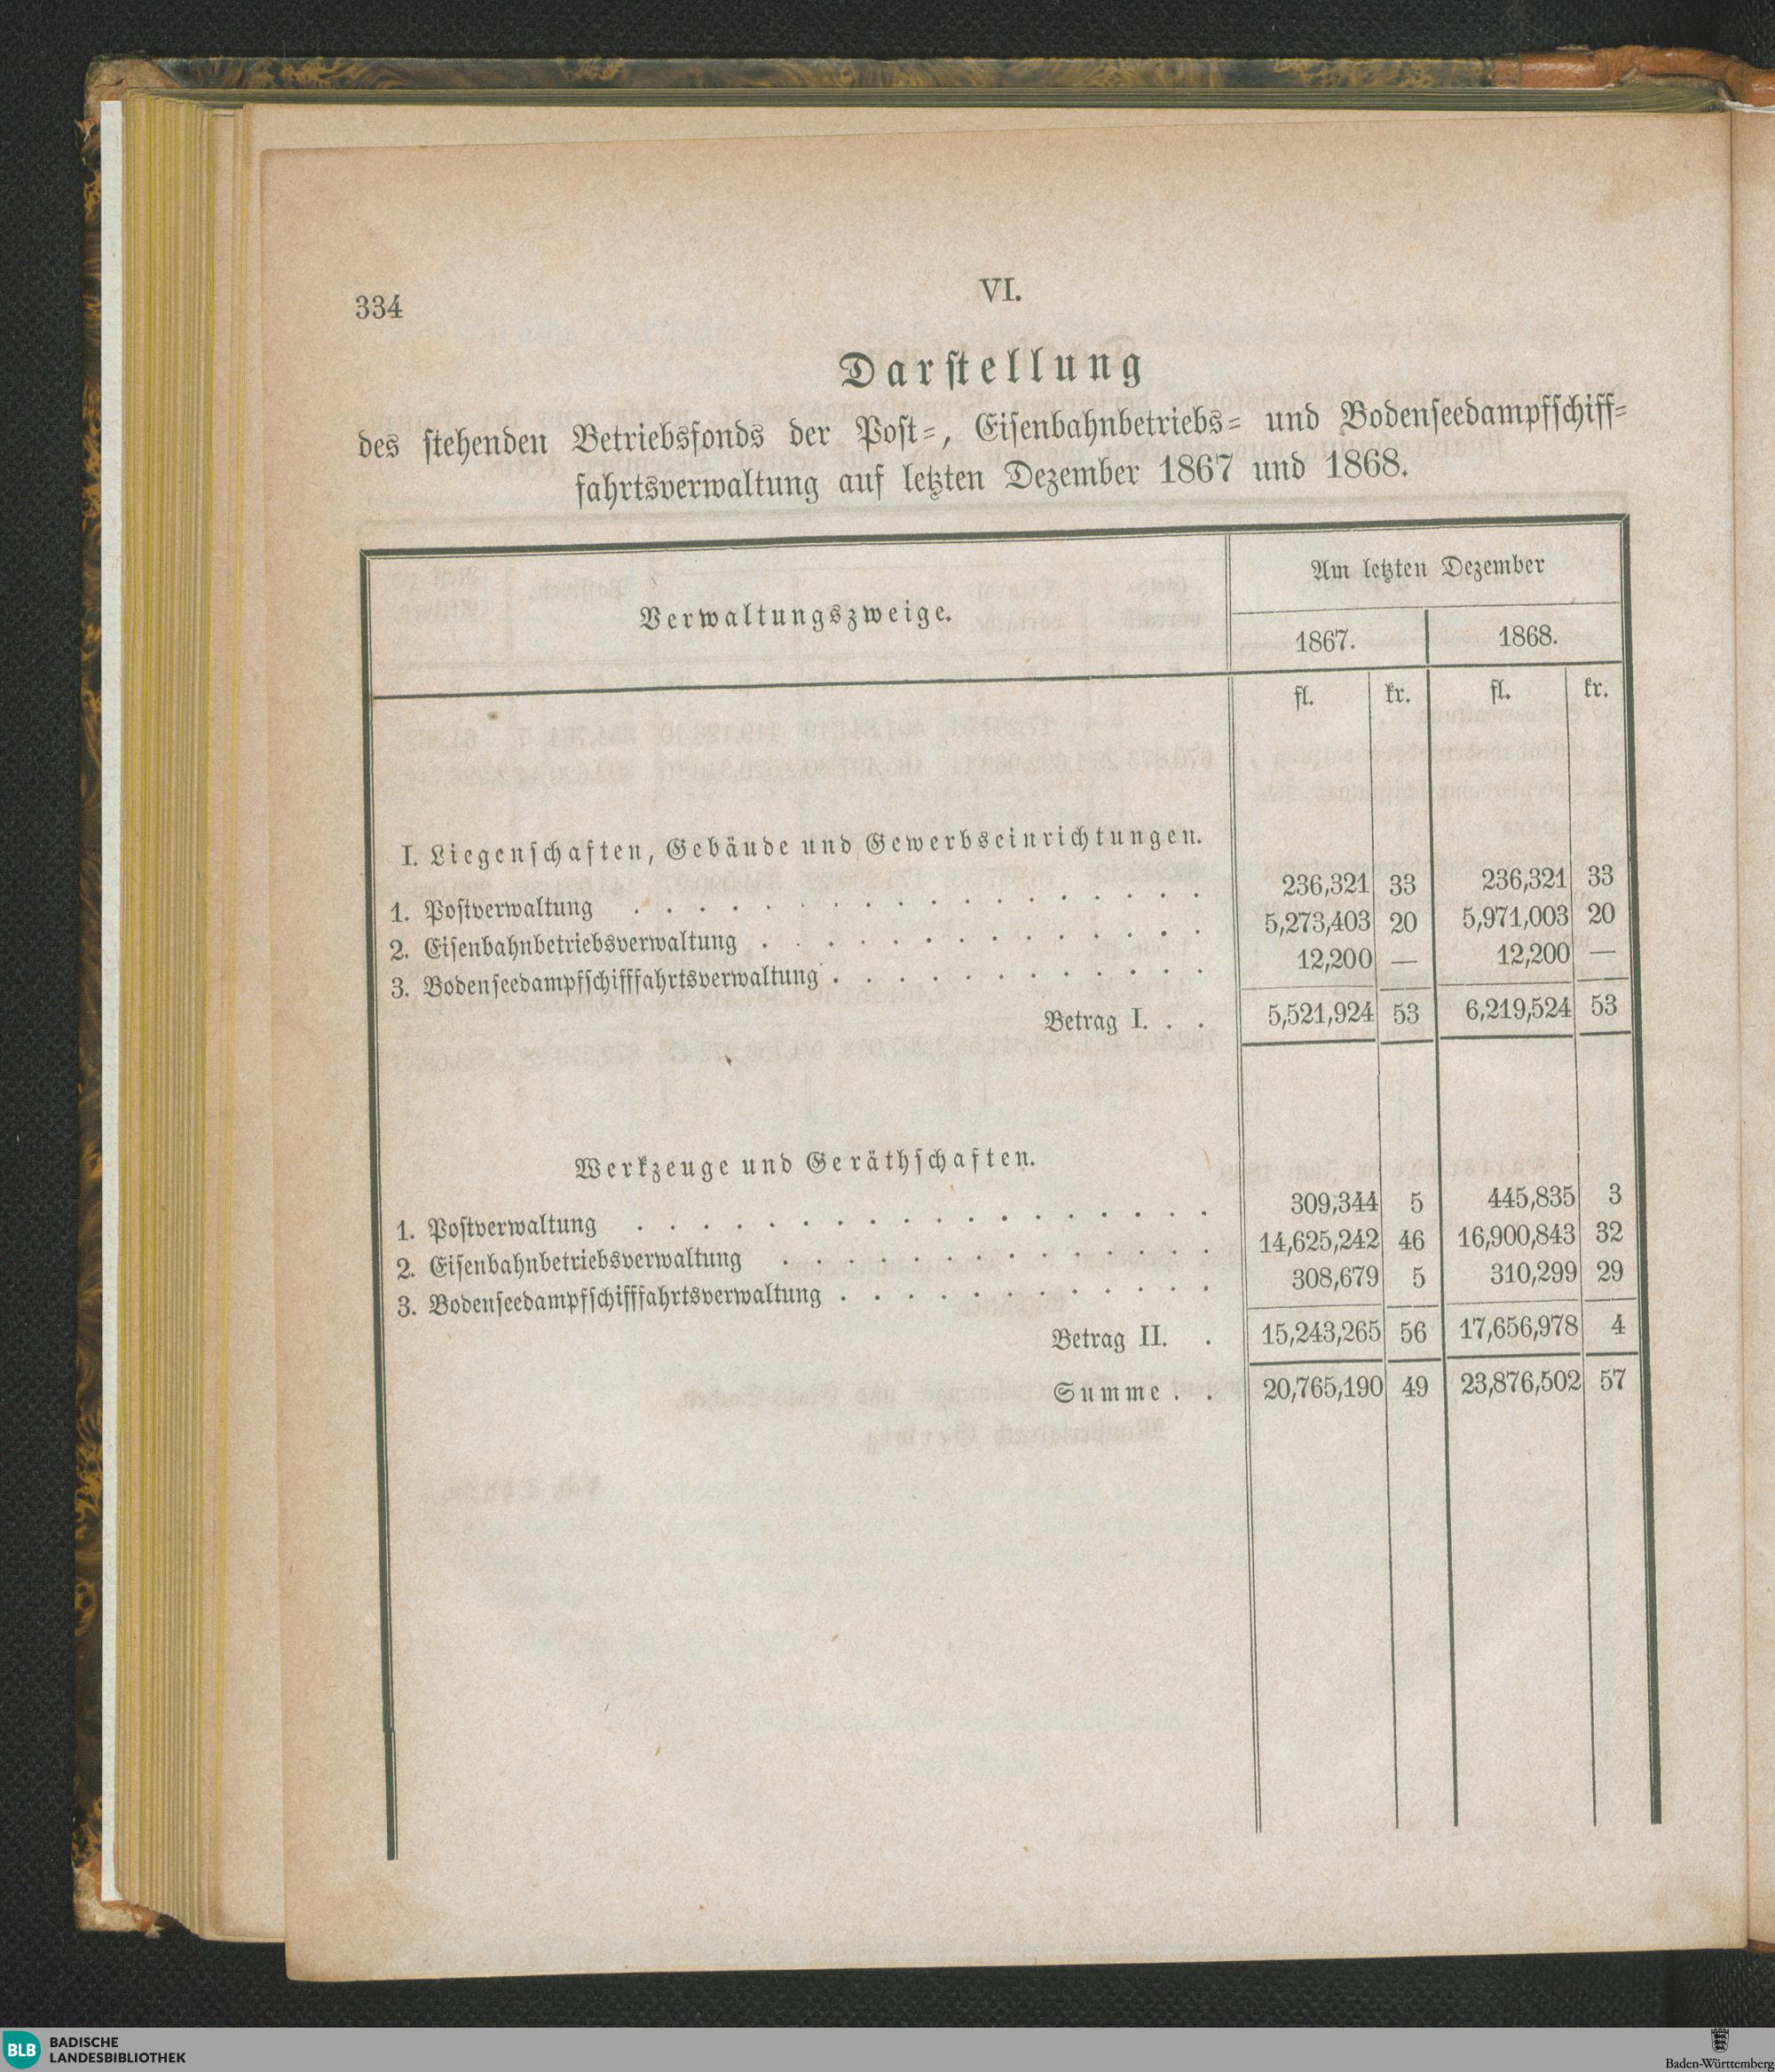 334
VI.
Darſtellung
des ſtehenden Betriebsfonds der Poſt-, Eiſenbahnbetriebs- und Bodenſeedampfſchiff-
fahrtsverwaltung auf letzten Dezember 1867 und 1868.
Verwaltungszweige.
Am letzten Dezember
1867. 1868.
fl. kr. fl. kr.
I. Liegenſchaften, Gebäude und Gewerbseinrichtungen.
1. Poſtverwaltung . . . . . . . . . . . . . . . . . . 236,321 33 236,321 33
2. Eiſenbahnbetriebsverwaltung . . . . . . . . . . . . . . 5,273,403 20 5,971,003 20
3. Bodenſeedampfſchifffahrtsverwaltung . . . . . . . . . . . . 12,200 — 12,200 —
Betrag I. . . 5,521,924 53 6,219,524 53
Werkzeuge und Geräthſchaften.
1. Poſtverwaltung . . . . . . . . . . . . . . . . . . 309,344 5 445,835 3
2. Eiſenbahnbetriebsverwaltung . . . . . . . . . . . . . . 14,625,242 46 16,900,843 32
3. Bodenſeedampfſchifffahrtsverwaltung . . . . . . . . . . . . 308,679 5 310,299 29
Betrag II. . 15,243,265 56 17,656,978 4
Summe . . 20,765,190 49 23,876,502 57
BLB BADISCHE
LANDESBIBLIOTHEK
Baden-Württemberg